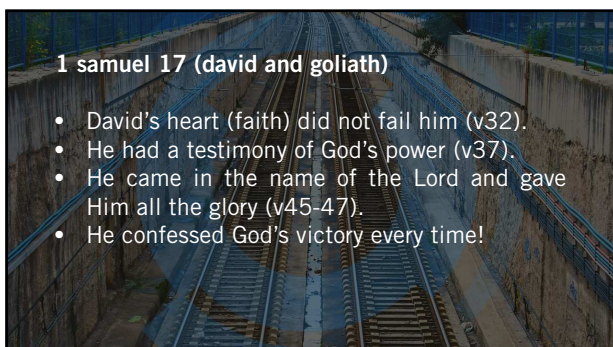 1 samuel 17 (david and goliath)
• David’s heart (faith) did not fail him (v32).
• He had a testimony of God’s power (v37).
• He came in the name of the Lord and gave
Him all the glory (v45-47).
• He confessed God’s victory every time!